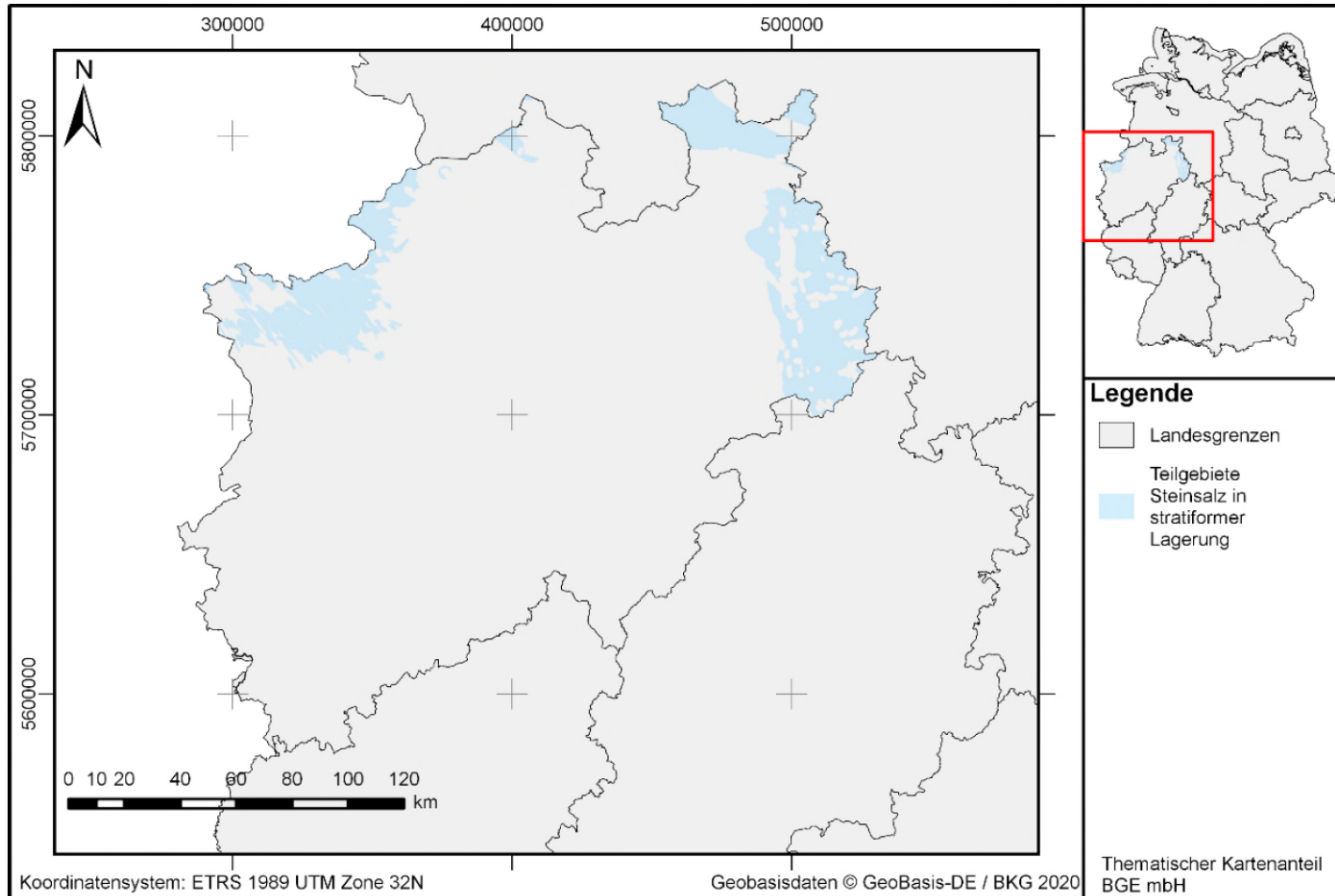 300000
400000
500000
N
5800000
5700000
5600000
0 10 20 40 60 80 100 120
km
Koordinatensystem: ETRS 1989 UTM Zone 32N
Geobasisdaten © GeoBasis-DE / BKG 2020
Legende
Landesgrenzen
Teilgebiete
Steinsalz in
stratiformer
Lagerung
Thematischer Kartenanteil
BGE mbH